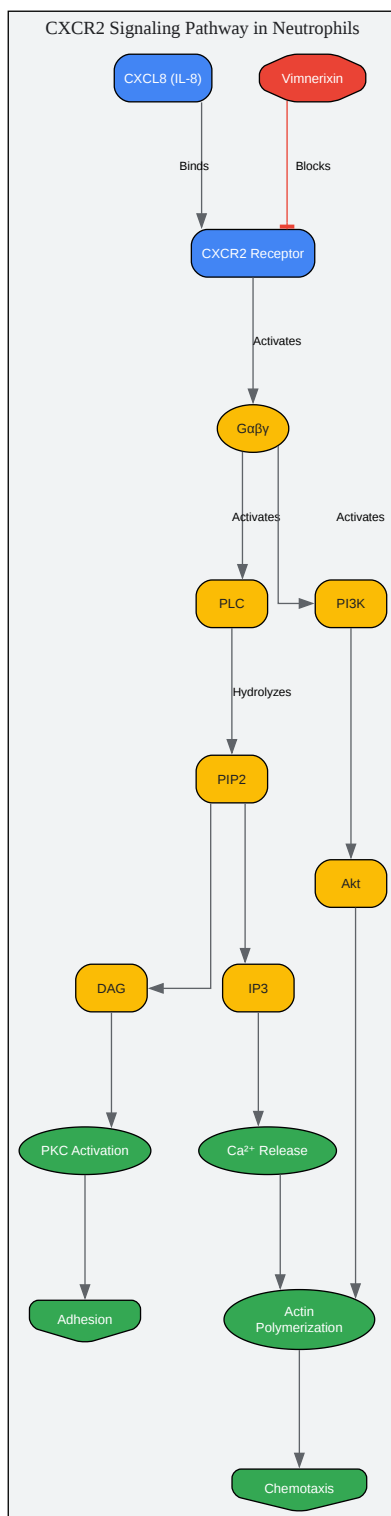 CXCR2 Signaling Pathway in Neutrophils
CXCL8 (IL-8)
Vimnerixin
Binds
Blocks
CXCR2 Receptor
Activates
Gαβγ
Activates
Activates
PLC
PI3K
Hydrolyzes
PIP2
Akt
DAG
IP3
PKC Activation
Ca²⁺ Release
Adhesion
Actin
Polymerization
Chemotaxis